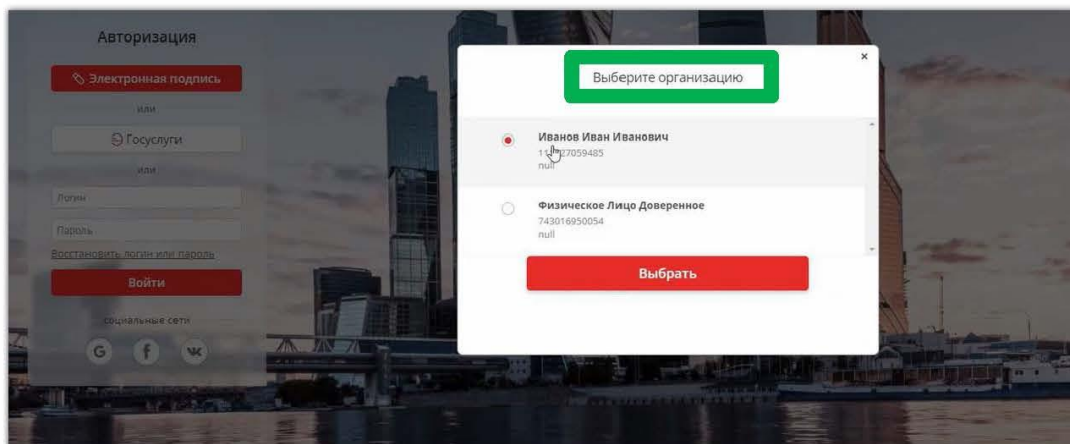 Авторизация
Электронная подпись
или
Госуслуги
или
Логин
Пароль
Восстановить логин или пароль
Войти
социальные сети
G f
×
Выберите организацию
Иванов Иван Иванович
null
Физическое Лицо Доверенное
743016950054
null
Выбрать